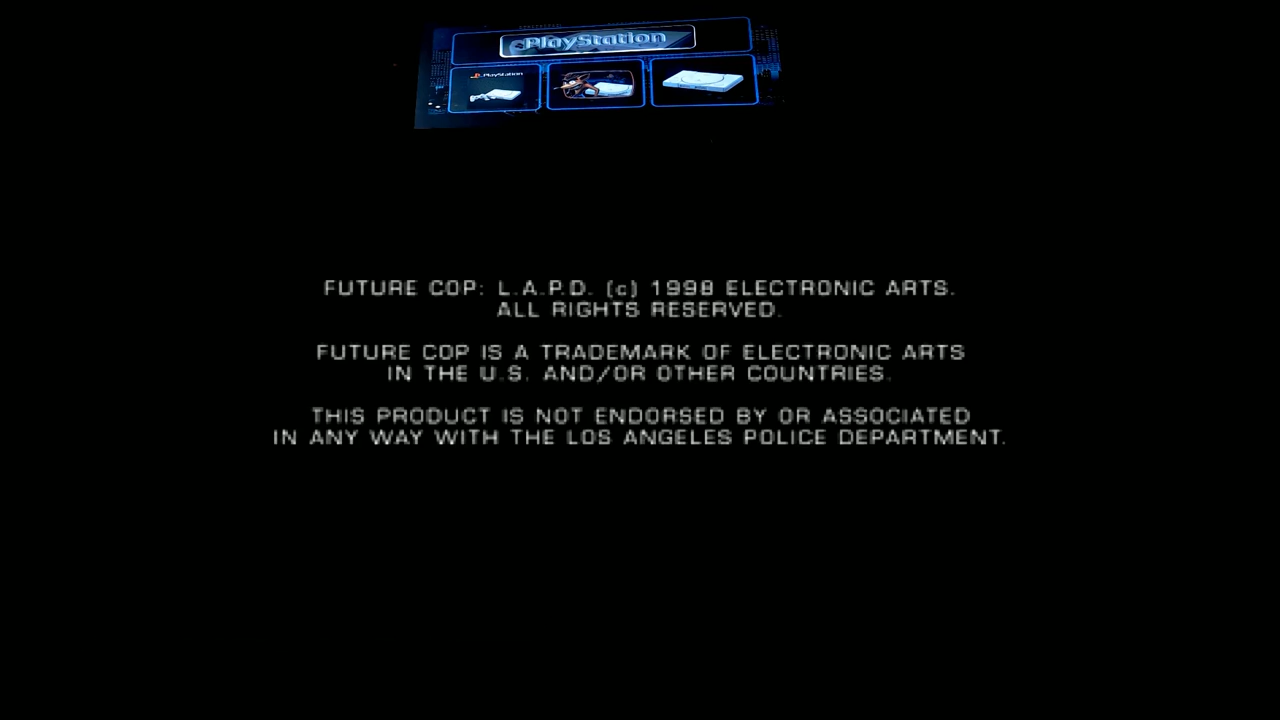 PlayStation
PlayStation
FUTURE COP: L.A.P.D. (c) 1998 ELECTRONIC ARTS.
ALL RIGHTS RESERVED.
FUTURE COP IS A TRADEMARK OF ELECTRONIC ARTS
IN THE U.S. AND/OR OTHER COUNTRIES.
THIS PRODUCT IS NOT ENDORSED BY OR ASSOCIATED
IN ANY WAY WITH THE LOS ANGELES POLICE DEPARTMENT.